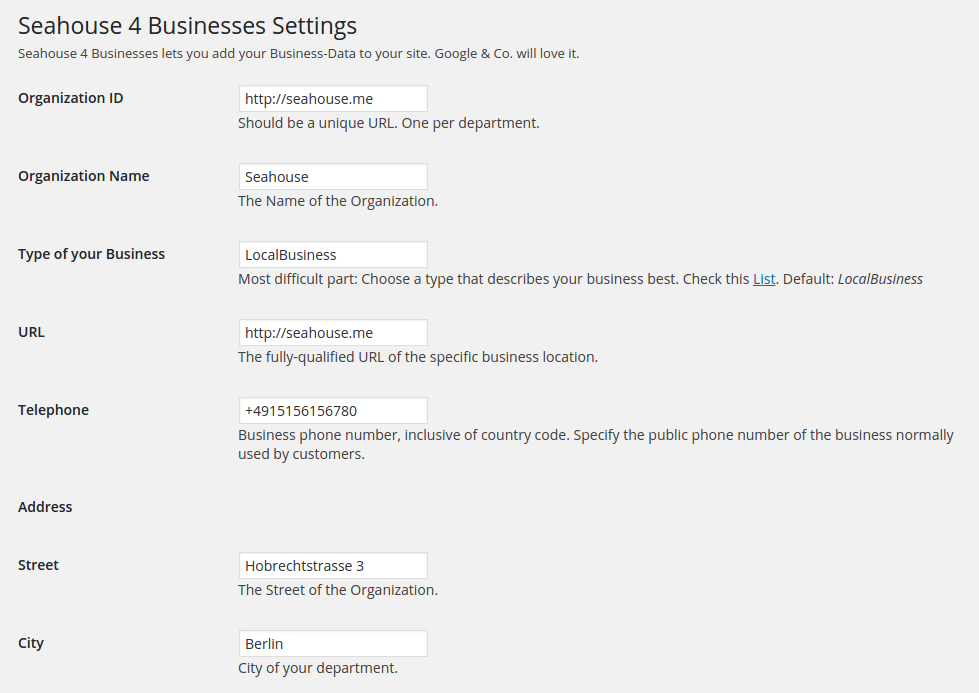 Seahouse 4 Businesses Settings
Seahouse 4 Businesses lets you add your Business-Data to your site. Google & Co. will love it.
Organization ID
http://seahouse.me
Should be a unique URL. One per department.
Organization Name
Seahouse
The Name of the Organization.
Type of your Business
LocalBusiness
Most difficult part: Choose a type that describes your business best. Check this List. Default: LocalBusiness
URL
http://seahouse.me
The fully-qualified URL of the specific business location.
Telephone
+4915156156780
Business phone number, inclusive of country code. Specify the public phone number of the business normally
used by customers.
Address
Street
Hobrechtstrasse 3
The Street of the Organization.
City
Berlin
City of your department.